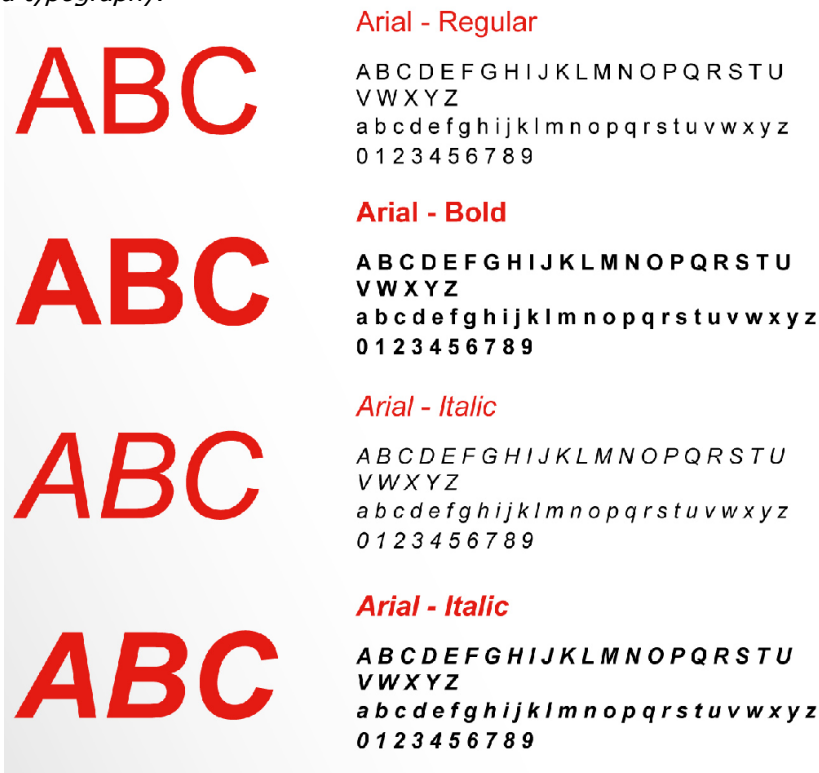 typography.
ABC
Arial - Regular
A B C D E F G H I J K L M N O P Q R S T U
V W X Y Z
a b c d e f g h i j k l m n o p q r s t u v w x y z
0 1 2 3 4 5 6 7 8 9
ABC
Arial - Bold
A B C D E F G H I J K L M N O P Q R S T U
V W X Y Z
a b c d e f g h i j k l m n o p q r s t u v w x y z
0 1 2 3 4 5 6 7 8 9
ABC
Arial - Italic
A B C D E F G H I J K L M N O P Q R S T U
V W X Y Z
a b c d e f g h i j k l m n o p q r s t u v w x y z
0 1 2 3 4 5 6 7 8 9
ABC
Arial - Italic
A B C D E F G H I J K L M N O P Q R S T U
V W X Y Z
a b c d e f g h i j k l m n o p q r s t u v w x y z
0 1 2 3 4 5 6 7 8 9